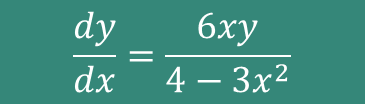 dy/dx = 6xy/(4 − 3x²)